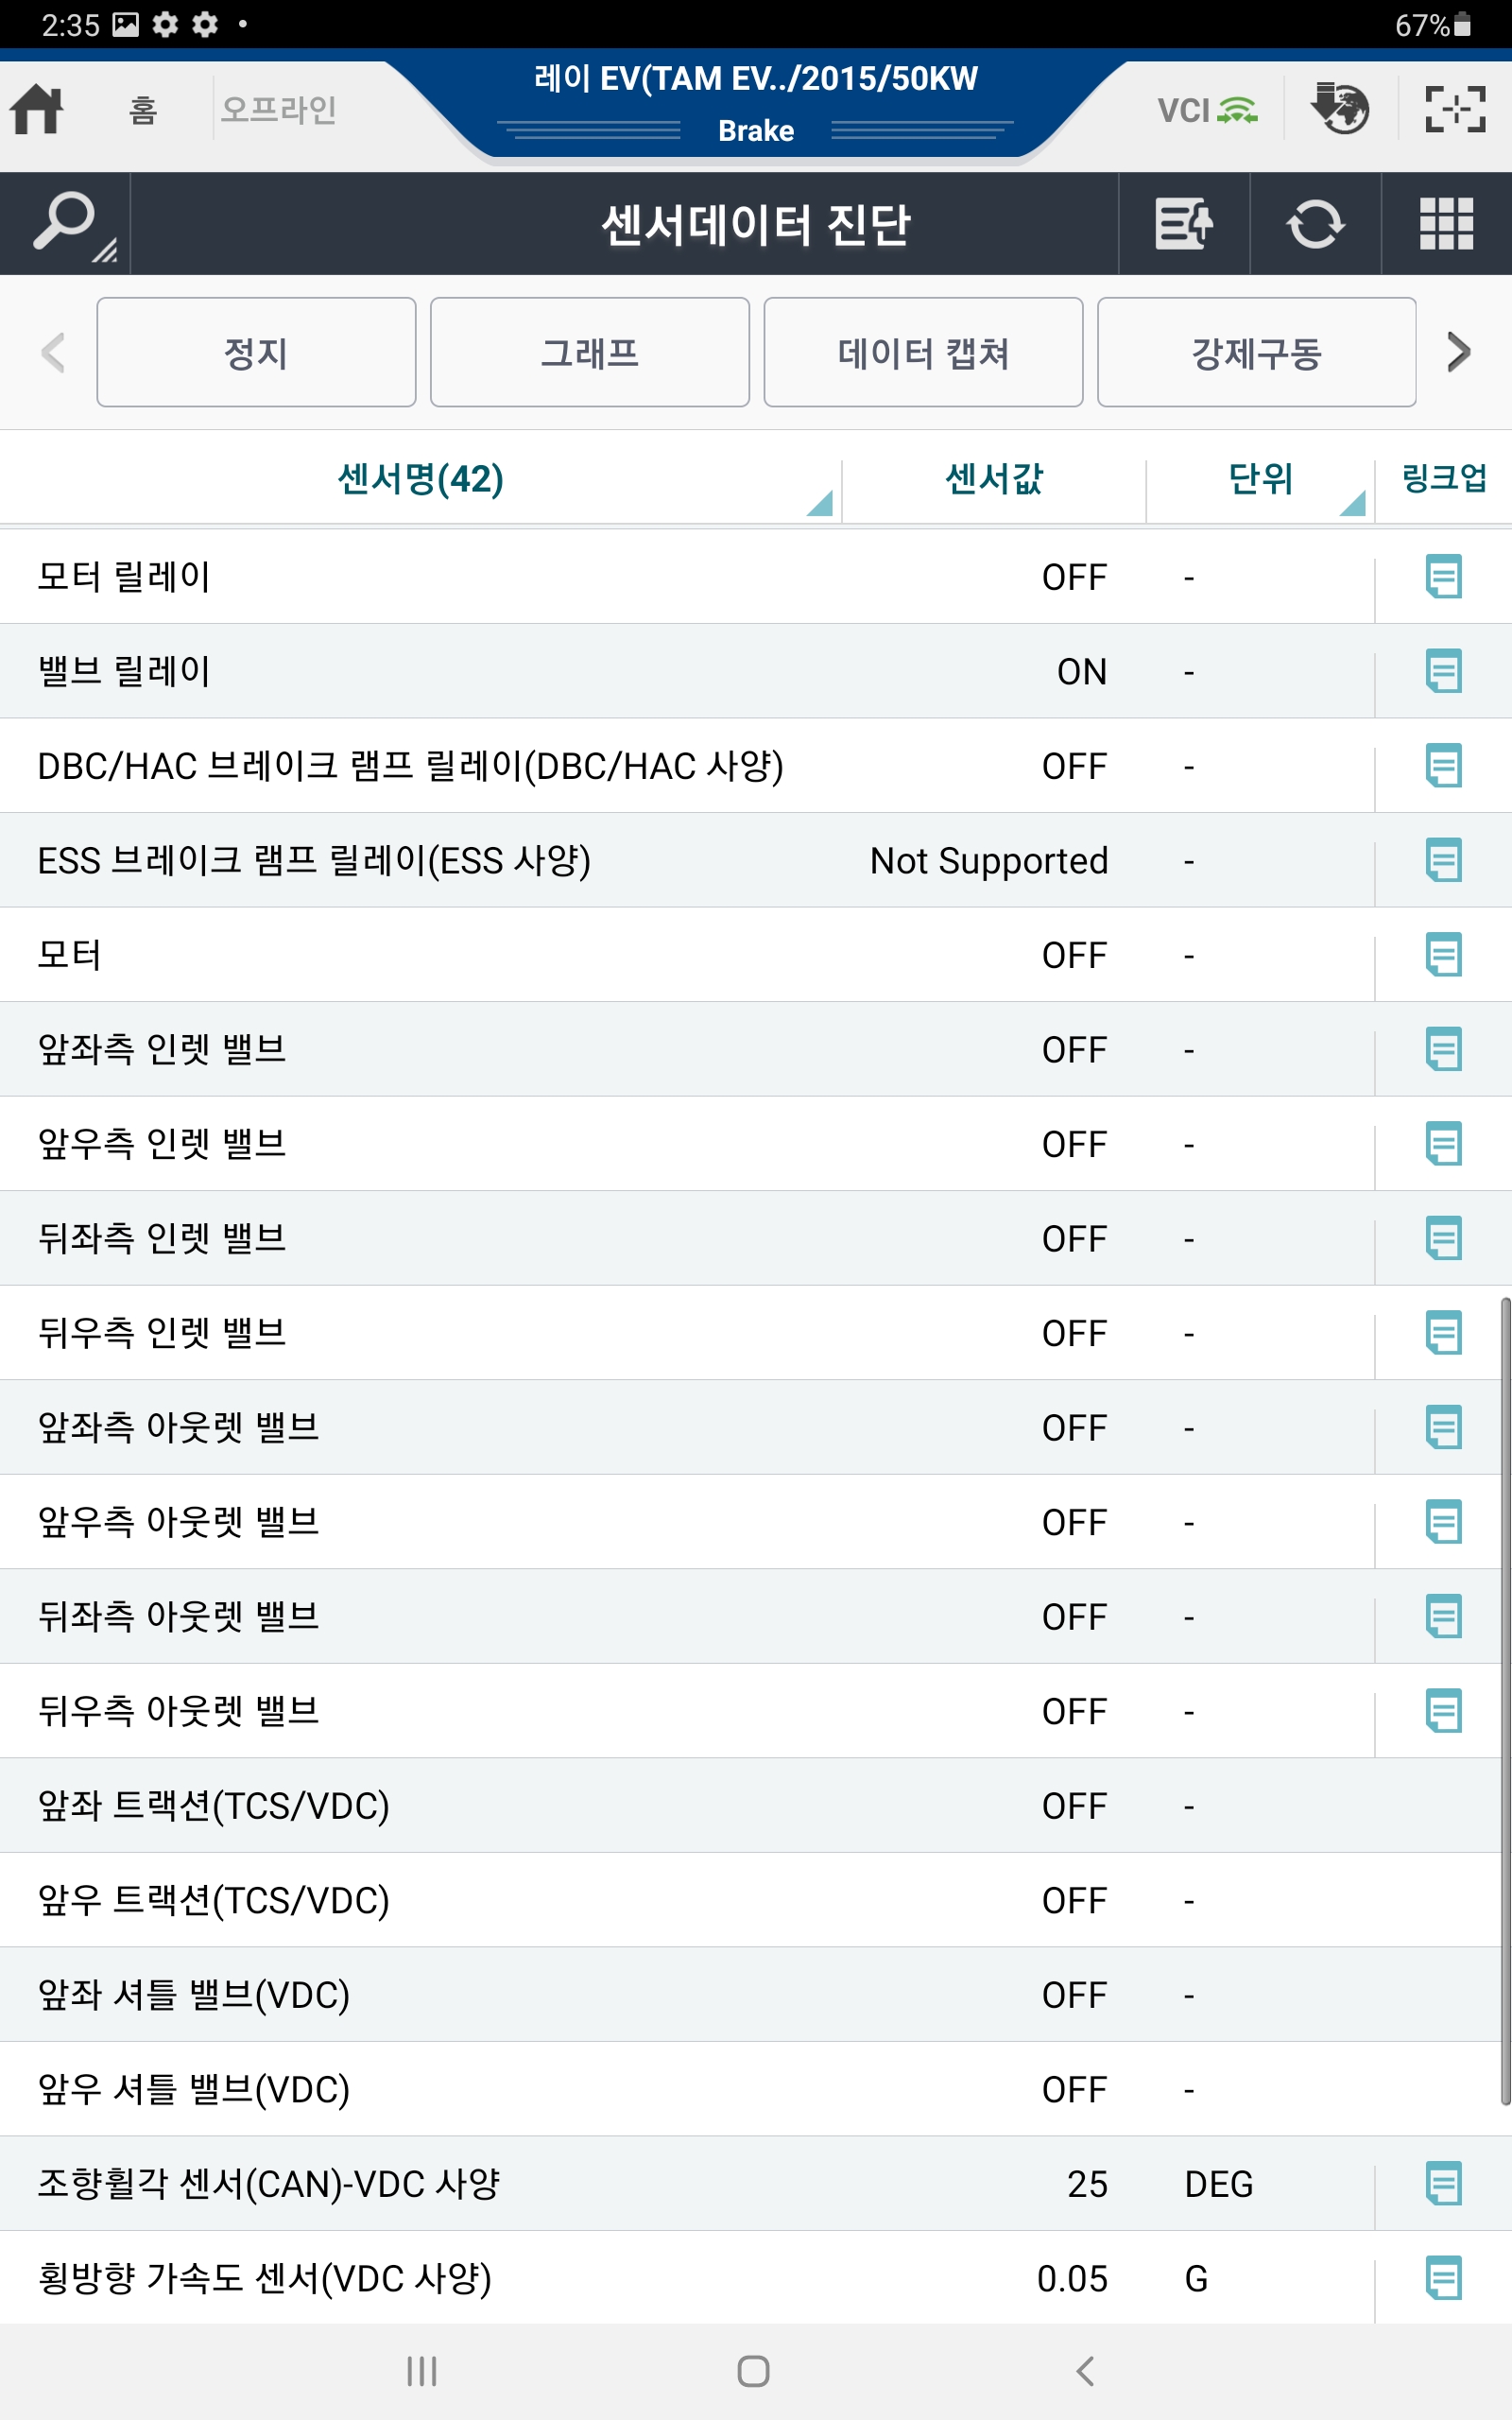 2:35
67%
홈
오프라인
레이 EV(TAM EV../2015/50KW
Brake
VCI
센서데이터 진단
정지
그래프
데이터 캡쳐
강제구동
센서명(42) 센서값 단위 링크업
모터 릴레이 OFF -
밸브 릴레이 ON -
DBC/HAC 브레이크 램프 릴레이(DBC/HAC 사양) OFF -
ESS 브레이크 램프 릴레이(ESS 사양) Not Supported -
모터 OFF -
앞좌측 인렛 밸브 OFF -
앞우측 인렛 밸브 OFF -
뒤좌측 인렛 밸브 OFF -
뒤우측 인렛 밸브 OFF -
앞좌측 아웃렛 밸브 OFF -
앞우측 아웃렛 밸브 OFF -
뒤좌측 아웃렛 밸브 OFF -
뒤우측 아웃렛 밸브 OFF -
앞좌 트랙션(TCS/VDC) OFF -
앞우 트랙션(TCS/VDC) OFF -
앞좌 셔틀 밸브(VDC) OFF -
앞우 셔틀 밸브(VDC) OFF -
조향휠각 센서(CAN)-VDC 사양 25 DEG
횡방향 가속도 센서(VDC 사양) 0.05 G